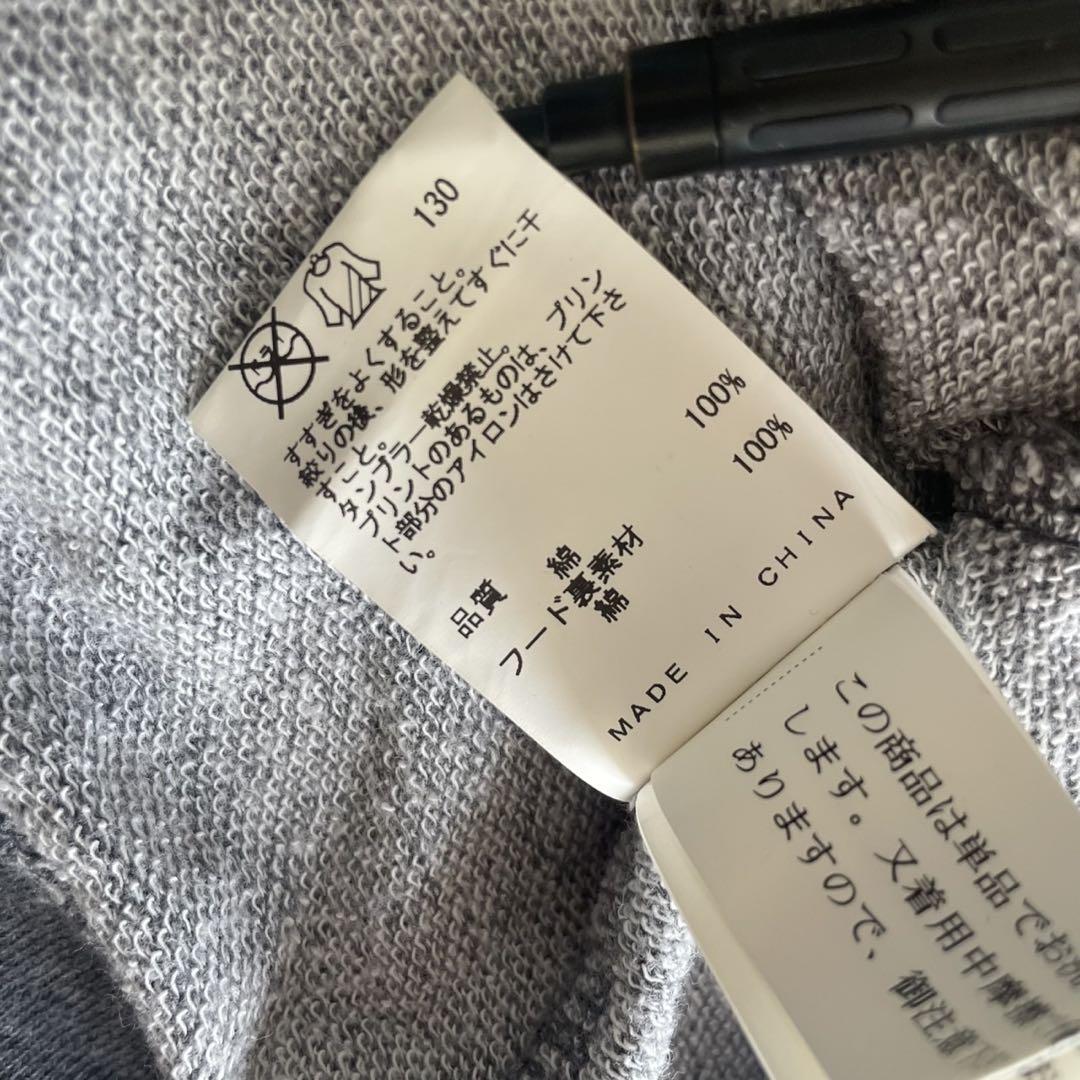 130
すすぎをよくすること。
絞りの後、形を整えてすぐに干
すこと。
タンブラー乾燥禁止。
プリントのあるものは、プリン
ト部分のアイロンはさけて下さ
い。
品質 綿 100%
フード裏素材
綿 100%
MADE IN CHINA
この商品は単品でお洗
します。又着用中摩擦
ありますので、御注意